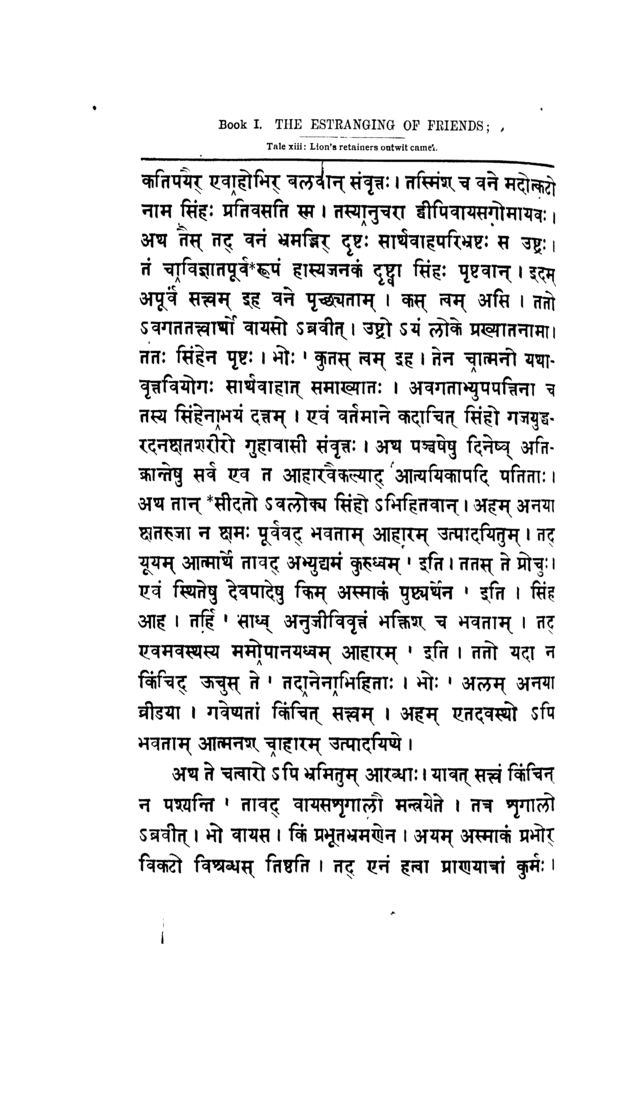 Book I. THE ESTRANGING OF FRIENDS;
Tale xiii: Lion's retainers outwit camel.
कतिपयैर् एवाहोभिर् बलवान् संवृत्तः । तस्मिंश् च वने मदोत्कटो
नाम सिंहः प्रतिवसति स्म । तस्यानुचरा द्वीपिवायसगोमायवः ।
अथ तैस् तद् वनं भ्रमद्भिर् दृष्टः सार्थवाहपरिभ्रष्टः स उष्ट्रः ।
तं चाविज्ञातपूर्व*रूपं हास्यजनकं दृष्ट्वा सिंहः पृष्टवान् । इदम्
अपूर्वं सत्त्वम् इह वने पृच्छ्यताम् । कस् त्वम् असि । ततो
ऽवगततत्त्वार्थो वायसो ऽब्रवीत् । उष्ट्रो ऽयं लोके प्रख्यातनामा ।
ततः सिंहेन पृष्टः । भोः ' कुतस् त्वम् इह । तेन चात्मनो यथा-
वृत्तवियोगः सार्थवाहात् समाख्यातः । अवगताभ्युपपत्तिना च
तस्य सिंहेनाभयं दत्तम् । एवं वर्तमाने कदाचित् सिंहो गजयुद्ध-
रदनक्षतशरीरो गुहावासी संवृत्तः । अथ पञ्चषेषु दिनेष्व् अति-
क्रान्तेषु सर्व एव त आहारवैकल्याद् 'आत्ययिकापदि पतिताः ।
अथ तान् *सीदतो ऽवलोक्य सिंहो ऽभिहितवान् । अहम् अनया
क्षतरुजा न क्षमः पूर्ववद् भवताम् आहारम् उत्पादयितुम् । तद्
यूयम् आत्मार्थे तावद् अभ्युद्यमं कुरुध्वम् ' इति । ततस् ते प्रोचुः ।
एवं स्थितेषु देवपादेषु किम् अस्माकं पुष्ट्यर्थेन ' इति । सिंह
आह । तर्हि ' साध्व् अनुजीविवृत्तं भक्तिश् च भवताम् । तद्
एवमवस्थस्य ममोपानयध्वम् आहारम् ' इति । ततो यदा न
किंचिद् ऊचुस् ते ' तदानेनाभिहिताः । भोः ' अलम् अनया
व्रीडया । गवेष्यतां किंचित् सत्त्वम् । अहम् एतदवस्थो ऽपि
भवताम् आत्मनश् चाहारम् उत्पादयिष्ये ।
अथ ते चत्वारो ऽपि भ्रमितुम् आरब्धाः । यावत् सत्त्वं किंचिन्
न पश्यन्ति ' तावद् वायसशृगालौ मन्त्रयेते । तत्र शृगालो
ऽब्रवीत् । भो वायस । किं प्रभूतभ्रमणेन । अयम् अस्माकं प्रभोर्
विकटो विश्रब्धस् तिष्ठति । तद् एनं हत्वा प्राणयात्रां कुर्मः ।